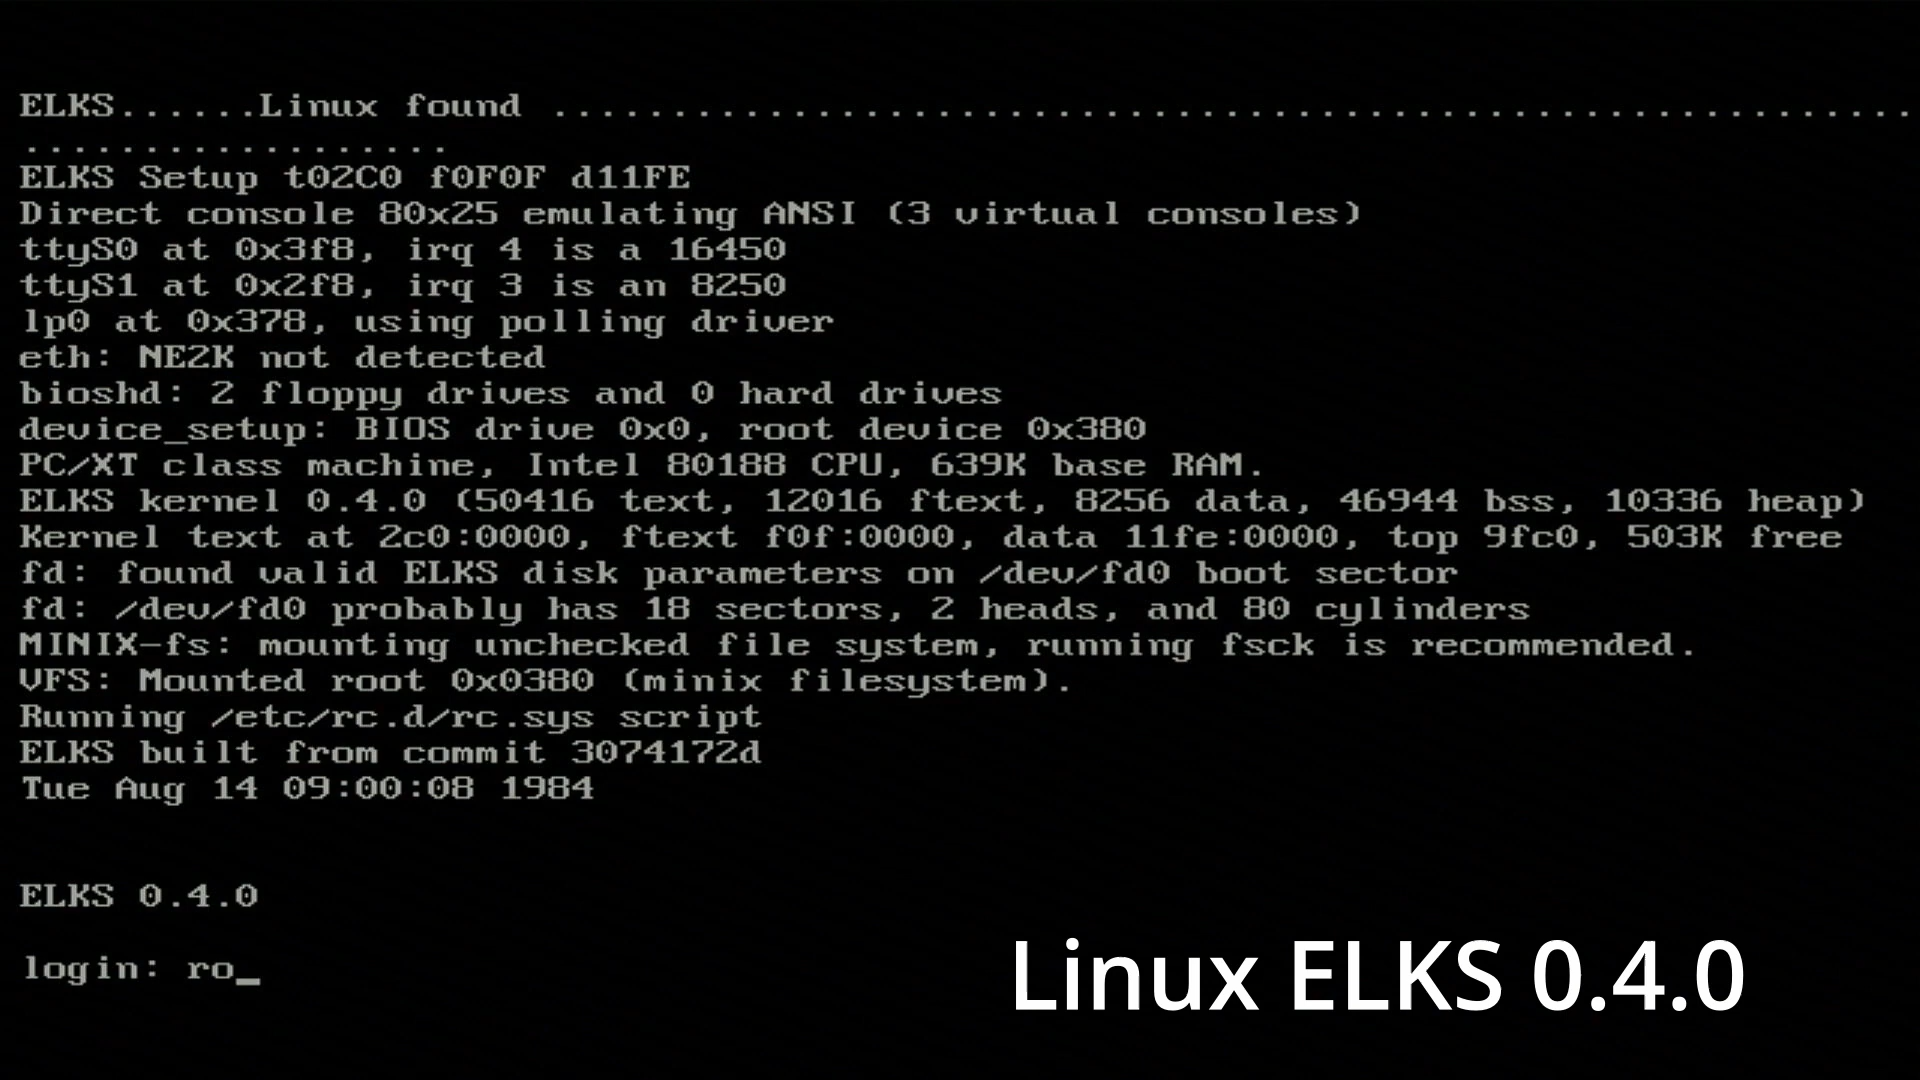 ELKS......Linux found .........................................................
..................
ELKS Setup t02C0 f0F0F d11FE
Direct console 80x25 emulating ANSI (3 virtual consoles)
ttyS0 at 0x3f8, irq 4 is a 16450
ttyS1 at 0x2f8, irq 3 is an 8250
lp0 at 0x378, using polling driver
eth: NE2K not detected
bioshd: 2 floppy drives and 0 hard drives
device_setup: BIOS drive 0x0, root device 0x380
PC/XT class machine, Intel 80188 CPU, 639K base RAM.
ELKS kernel 0.4.0 (50416 text, 12016 ftext, 8256 data, 46944 bss, 10336 heap)
Kernel text at 2c0:0000, ftext f0f:0000, data 11fe:0000, top 9fc0, 503K free
fd: found valid ELKS disk parameters on /dev/fd0 boot sector
fd: /dev/fd0 probably has 18 sectors, 2 heads, and 80 cylinders
MINIX-fs: mounting unchecked file system, running fsck is recommended.
VFS: Mounted root 0x0380 (minix filesystem).
Running /etc/rc.d/rc.sys script
ELKS built from commit 3074172d
Tue Aug 14 09:00:08 1984
ELKS 0.4.0
login: ro_
Linux ELKS 0.4.0